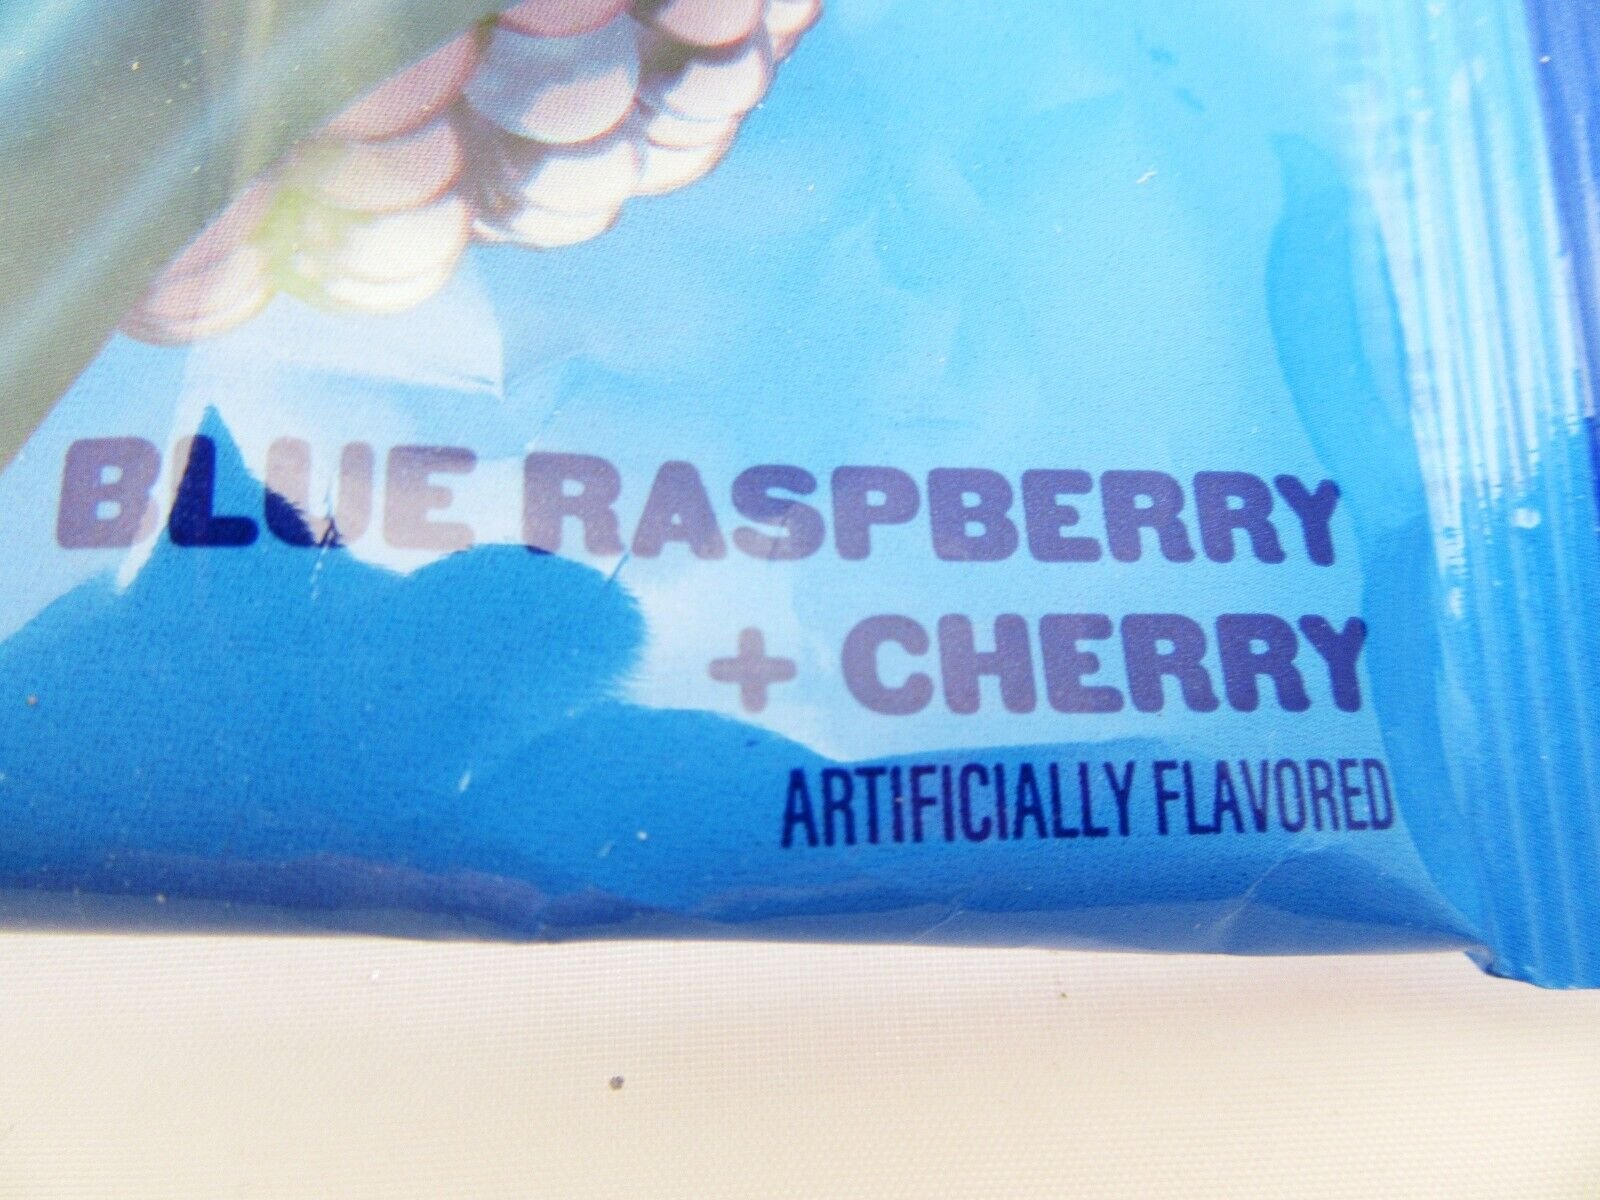 BLUE RASPBERRY
+ CHERRY
ARTIFICIALLY FLAVORED